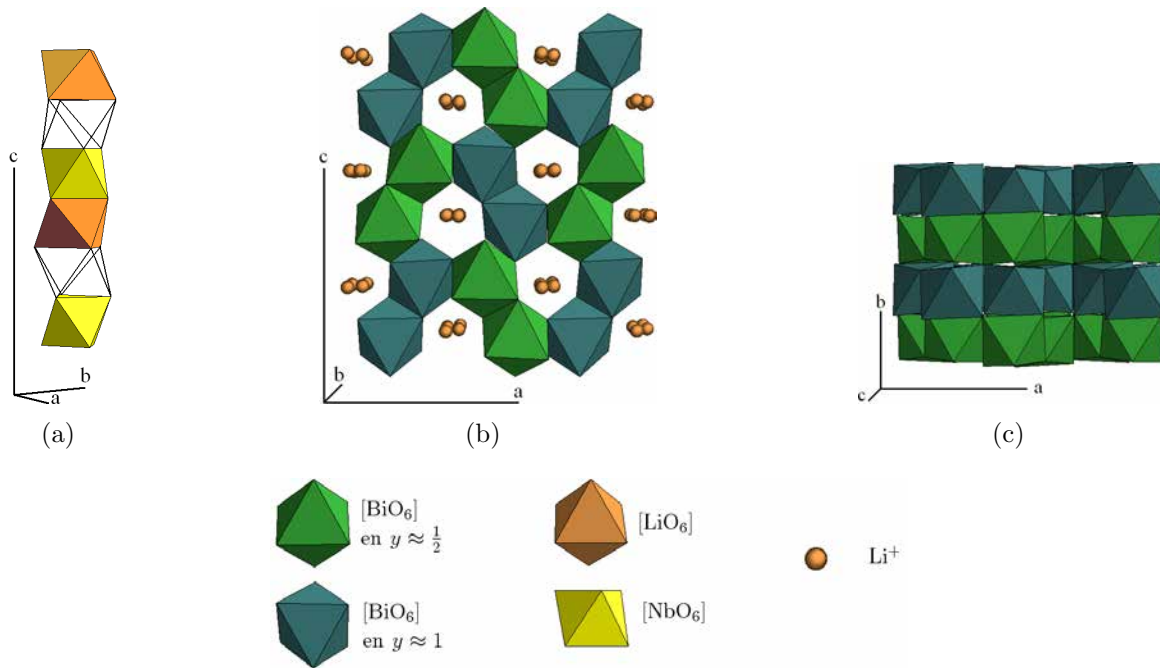 c
b
a
(a)
c
b
a
(b)
b
c
a
(c)
[BiO₆]
en y ≈ 1/2
[LiO₆]
Li⁺
[BiO₆]
en y ≈ 1
[NbO₆]